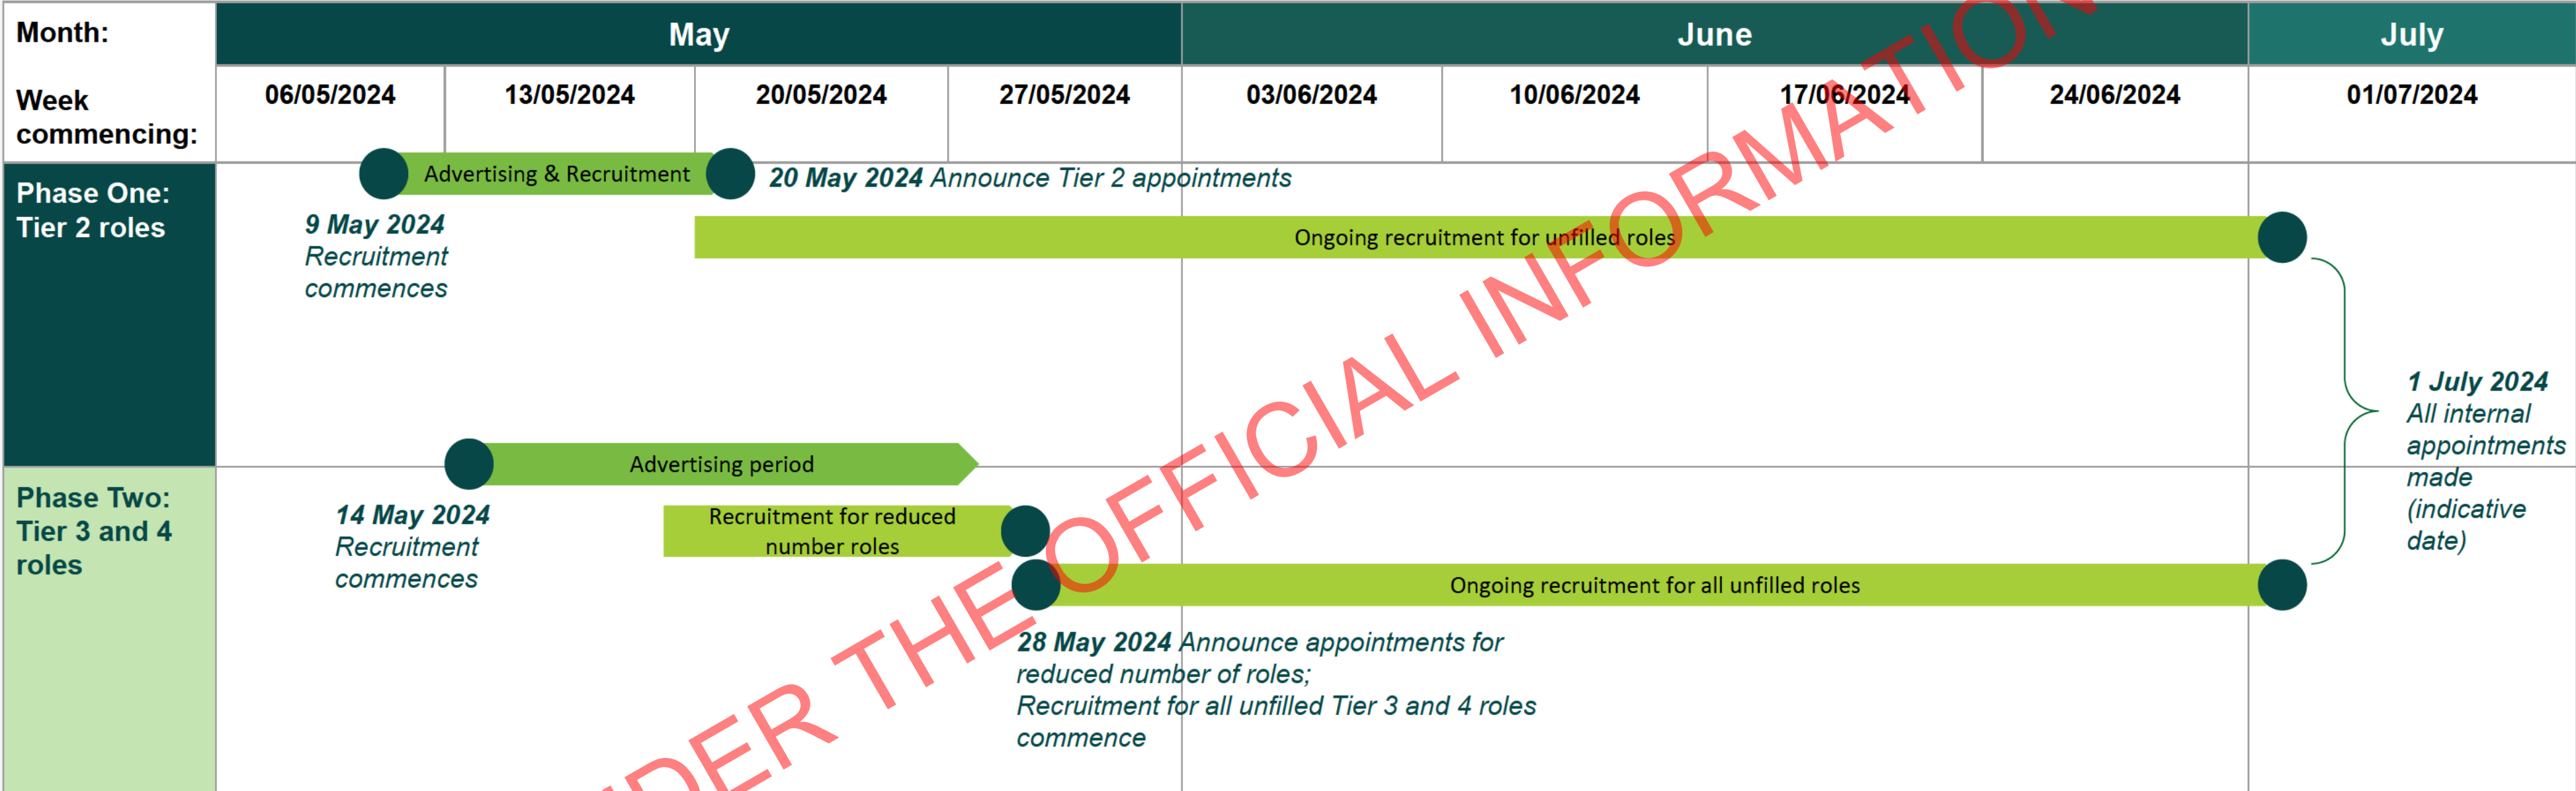 Month:
May
June
July
Week
commencing:
06/05/2024
13/05/2024
20/05/2024
27/05/2024
03/06/2024
10/06/2024
17/06/2024
24/06/2024
01/07/2024
Phase One:
Tier 2 roles
Advertising & Recruitment
20 May 2024 Announce Tier 2 appointments
9 May 2024
Recruitment
commences
Ongoing recruitment for unfilled roles
1 July 2024
All internal
appointments
made
(indicative
date)
Advertising period
Phase Two:
Tier 3 and 4
roles
14 May 2024
Recruitment
commences
Recruitment for reduced
number roles
Ongoing recruitment for all unfilled roles
28 May 2024 Announce appointments for
reduced number of roles;
Recruitment for all unfilled Tier 3 and 4 roles
commence
THE OFFICIAL INFORMATION